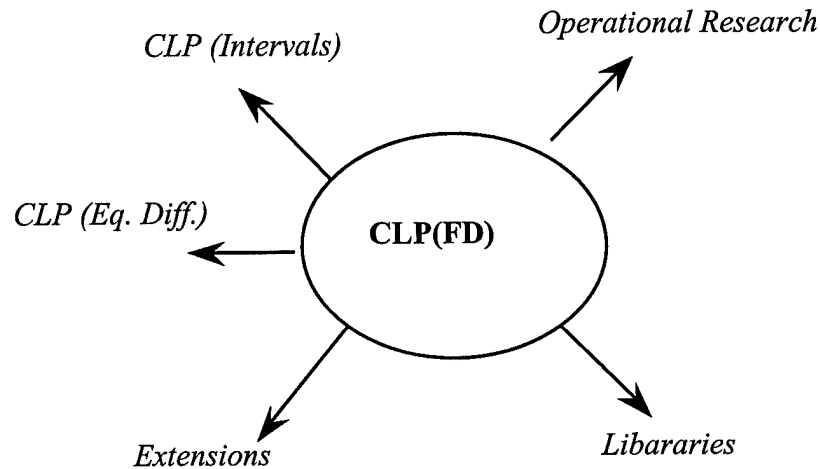 Operational Research
CLP (Intervals)
CLP (Eq. Diff.)
CLP(FD)
Extensions
Libararies